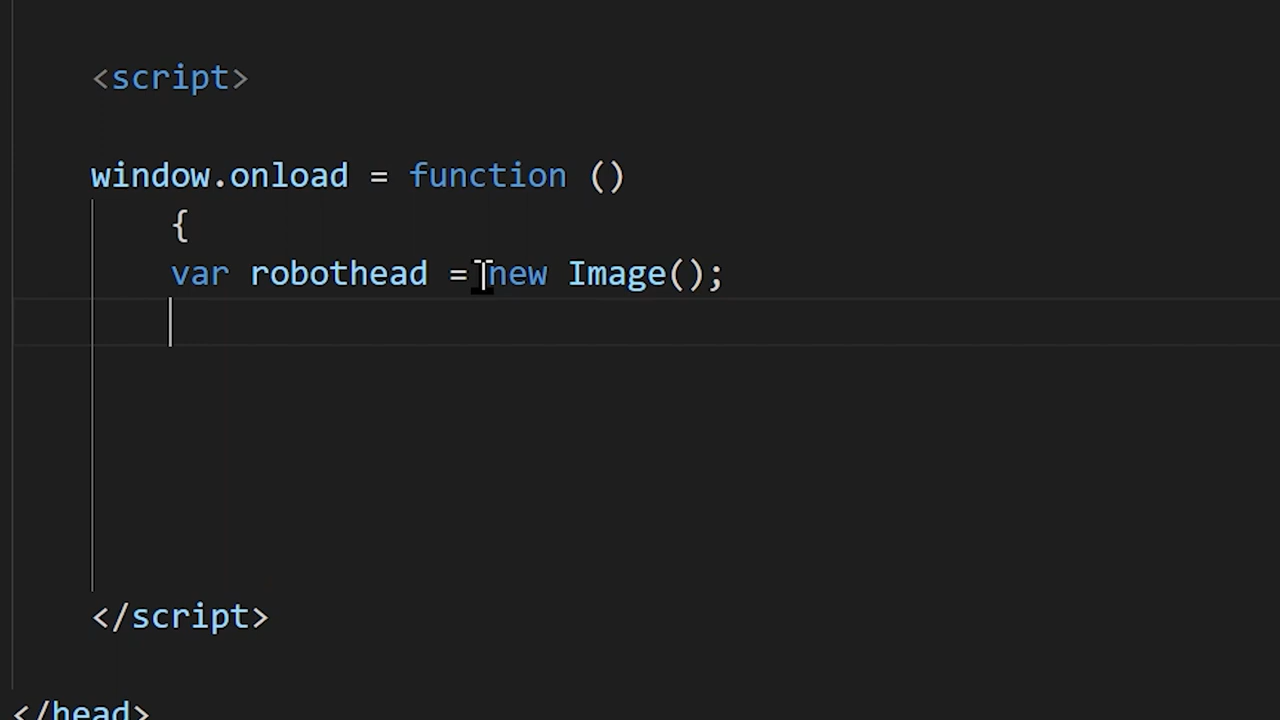 <script>
window.onload = function ()
{
var robothead = new Image();
</script>
</head>